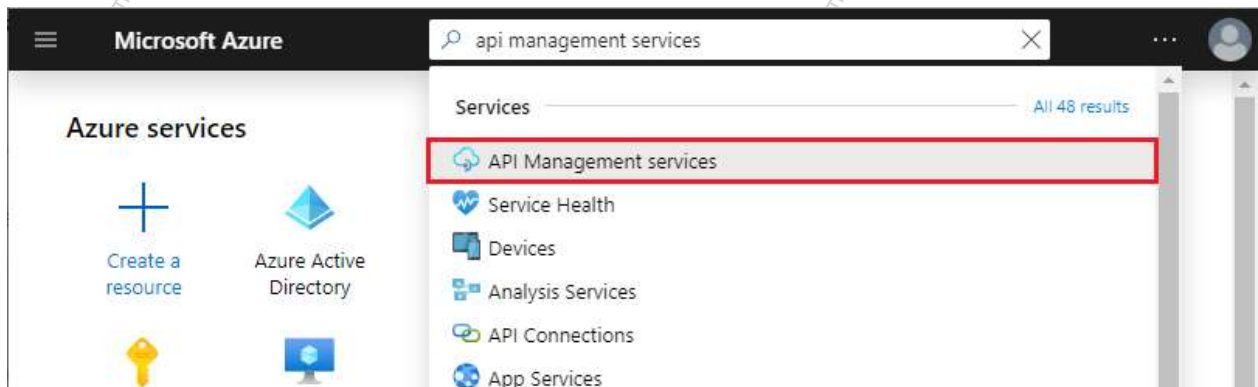 Microsoft Azure
api management services
...
Azure services
Create a
resource
Azure Active
Directory
Services
All 48 results
API Management services
Service Health
Devices
Analysis Services
API Connections
App Services